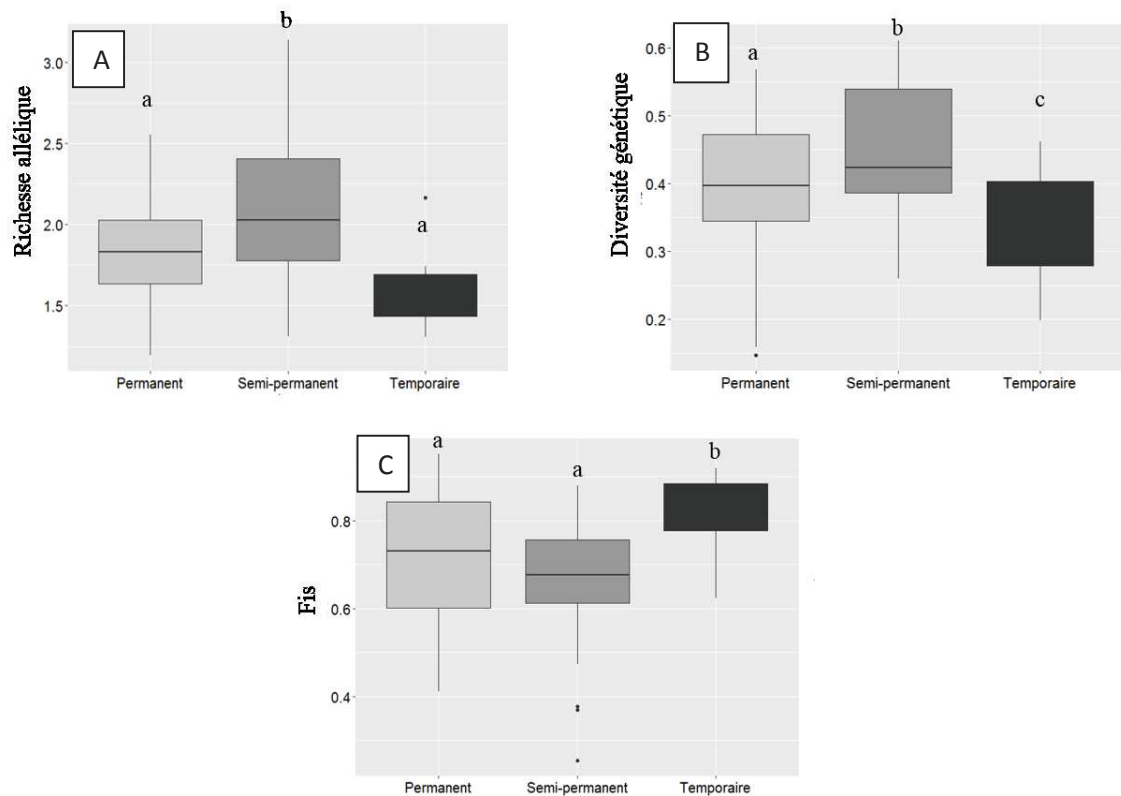 A
Richesse allélique
3.0
2.5
2.0
1.5
a
b
a
Permanent Semi-permanent Temporaire
B
Diversité génétique
0.6
0.5
0.4
0.3
0.2
a
b
c
Permanent Semi-permanent Temporaire
C
Fis
0.8
0.6
0.4
a
a
b
Permanent Semi-permanent Temporaire